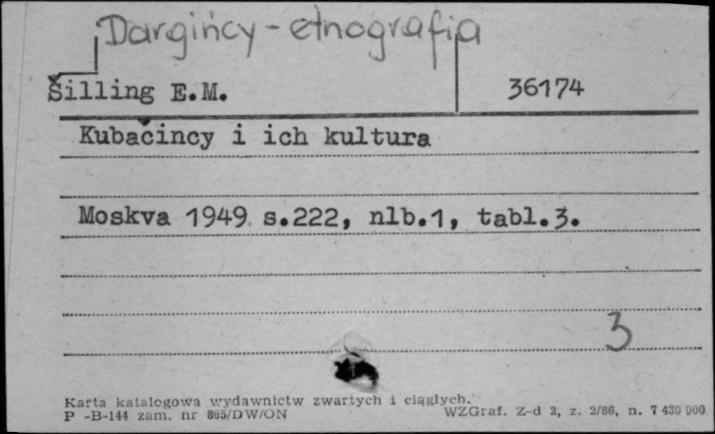 Dargińcy - etnografia
Šilling E.M. 36174
Kubačincy i ich kultura
Moskva 1949 s.222, nlb.1, tabl.3.
3
Karta katalogowa wydawnictw zwartych i ciągłych.
P -B-144 zam. nr 865/DW/ON WZGraf. Z-d 2, z. 2/86, n. 7 430 000